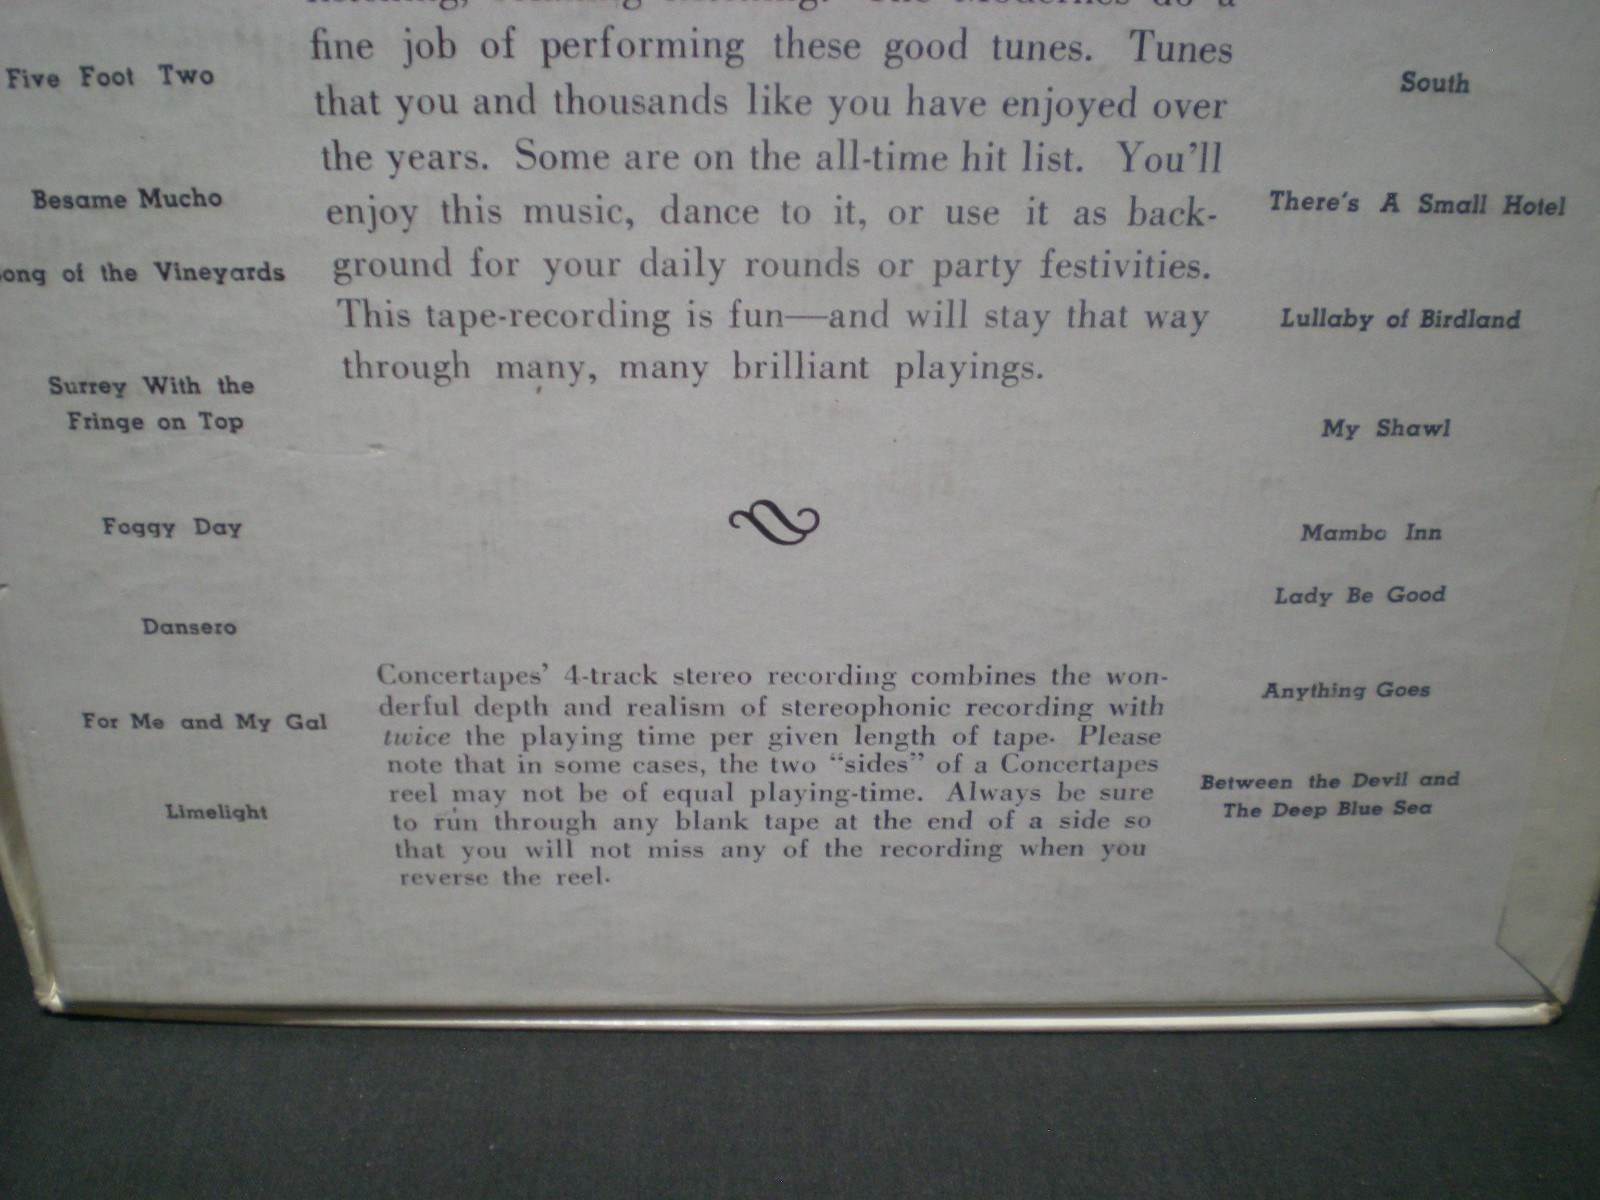 Five Foot Two
Besame Mucho
ong of the Vineyards
Surrey With the
Fringe on Top
Foggy Day
Dansero
For Me and My Gal
Limelight
listening, listening. The Modernes do a
fine job of performing these good tunes. Tunes
that you and thousands like you have enjoyed over
the years. Some are on the all-time hit list. You'll
enjoy this music, dance to it, or use it as back-
ground for your daily rounds or party festivities.
This tape-recording is fun—and will stay that way
through many, many brilliant playings.
Concertapes' 4-track stereo recording combines the won-
derful depth and realism of stereophonic recording with
twice the playing time per given length of tape. Please
note that in some cases, the two "sides" of a Concertapes
reel may not be of equal playing-time. Always be sure
to run through any blank tape at the end of a side so
that you will not miss any of the recording when you
reverse the reel.
South
There's A Small Hotel
Lullaby of Birdland
My Shawl
Mambo Inn
Lady Be Good
Anything Goes
Between the Devil and
The Deep Blue Sea